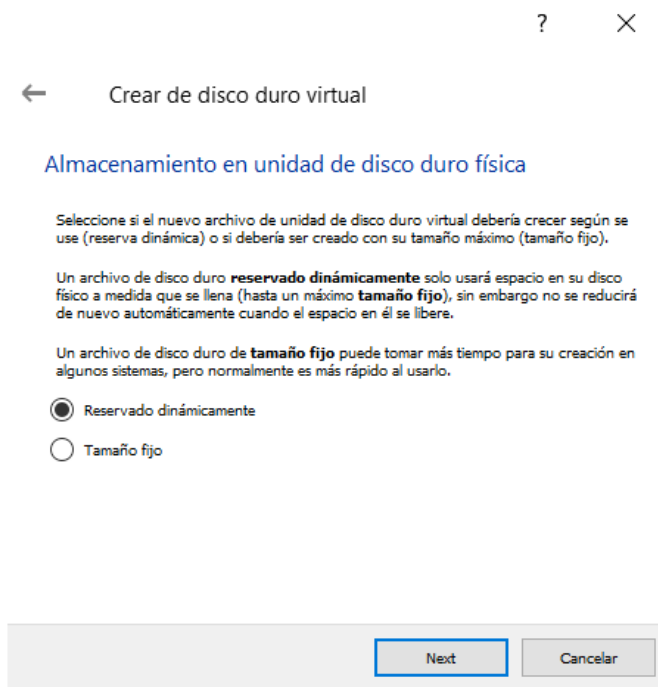 ?
Crear de disco duro virtual
Almacenamiento en unidad de disco duro física
Seleccione si el nuevo archivo de unidad de disco duro virtual debería crecer según se
use (reserva dinámica) o si debería ser creado con su tamaño máximo (tamaño fijo).
Un archivo de disco duro reservado dinámicamente solo usará espacio en su disco
físico a medida que se llena (hasta un máximo tamaño fijo), sin embargo no se reducirá
de nuevo automáticamente cuando el espacio en él se libere.
Un archivo de disco duro de tamaño fijo puede tomar más tiempo para su creación en
algunos sistemas, pero normalmente es más rápido al usarlo.
Reservado dinámicamente
Tamaño fijo
Next Cancelar